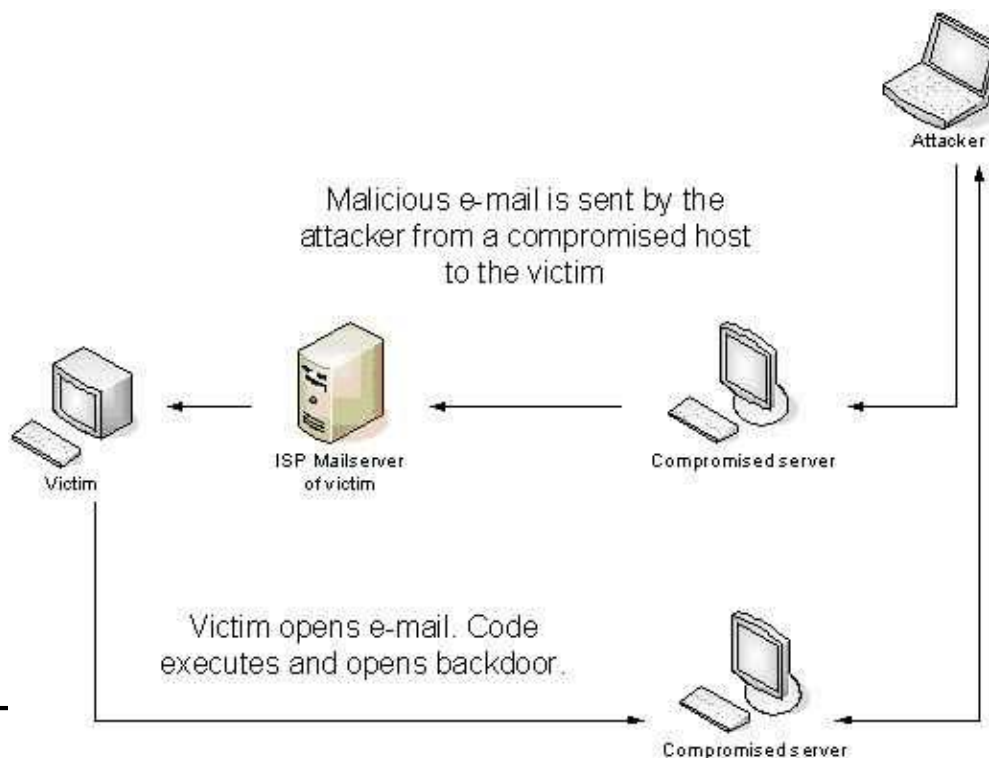 Attacker
Malicious e-mail is sent by the
attacker from a compromised host
to the victim
Victim
ISP Mailserver
of victim
Compromised server
Victim opens e-mail. Code
executes and opens backdoor.
Compromised server